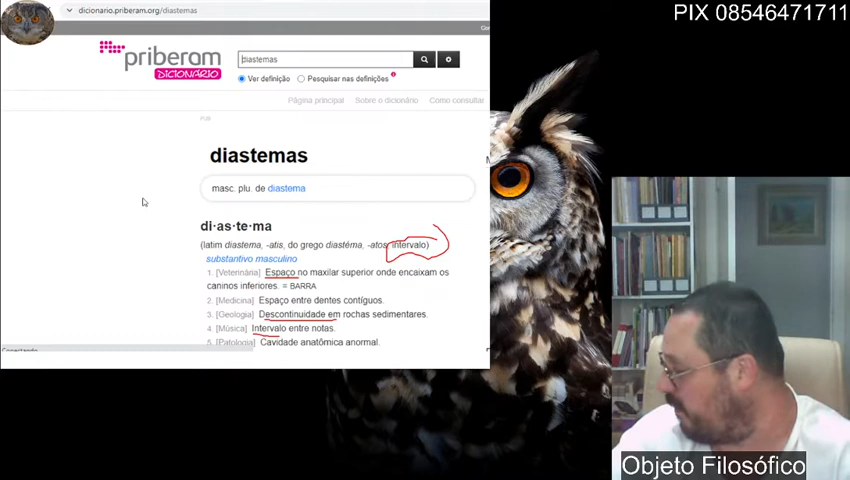 dicionario.priberam.org/diastemas
PIX 08546471711
priberam
DICIONÁRIO
diastemas
Ver definição
Pesquisar nas definições
Página principal
Sobre o dicionário
Como consultar
diastemas
masc. plu. de diastema
di·as·te·ma
(latim diastema, -atis, do grego diastéma, -atos, intervalo)
substantivo masculino
1. [Veterinária] Espaço no maxilar superior onde encaixam os
caninos inferiores. = BARRA
2. [Medicina] Espaço entre dentes contíguos.
3. [Geologia] Descontinuidade em rochas sedimentares.
4. [Música] Intervalo entre notas.
5. [Patologia] Cavidade anatômica anormal.
Objeto Filosófico